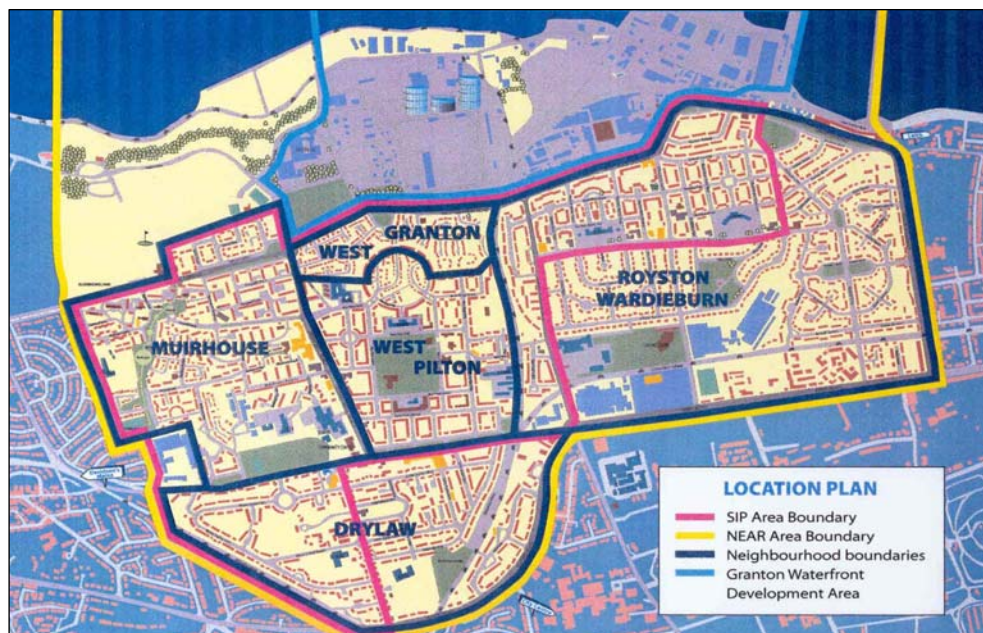 WEST
GRANTON
ROYSTON
WARDIEBURN
MUIRHOUSE
WEST
PILTON
DRYLAW
LOCATION PLAN
SIP Area Boundary
NEAR Area Boundary
Neighbourhood boundaries
Granton Waterfront
Development Area